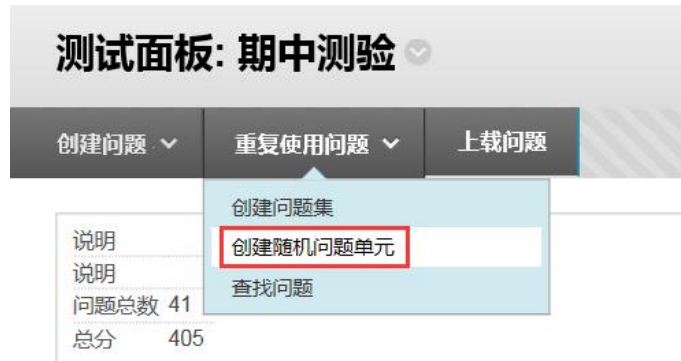 测试面板: 期中测验
创建问题 重复使用问题 上载问题
创建问题集
说明
创建随机问题单元
说明
查找问题
问题总数 41
总分 405